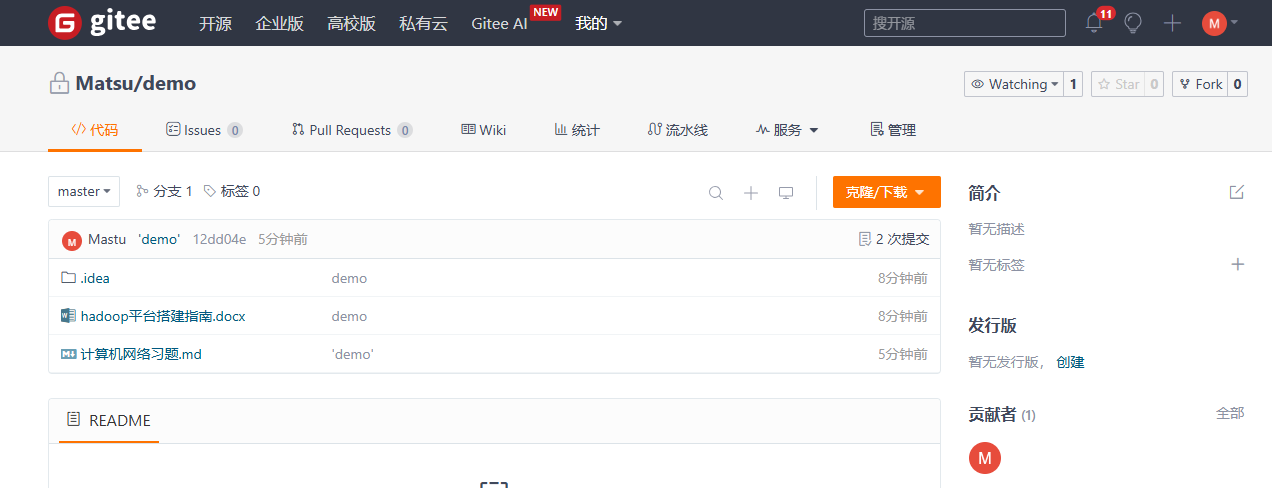 G gitee 开源 企业版 高校版 私有云 Gitee AI NEW 我的 搜开源 11 M
Matsu/demo Watching 1 Star 0 Fork 0
代码 Issues 0 Pull Requests 0 Wiki 统计 流水线 服务 管理
master 分支 1 标签 0 克隆/下载
简介
M Mastu 'demo' 12dd04e 5分钟前 2 次提交
暂无描述
.idea demo 8分钟前
暂无标签
hadoop平台搭建指南.docx demo 8分钟前
发行版
计算机网络习题.md 'demo' 5分钟前
暂无发行版，创建
README
贡献者 (1) 全部
M